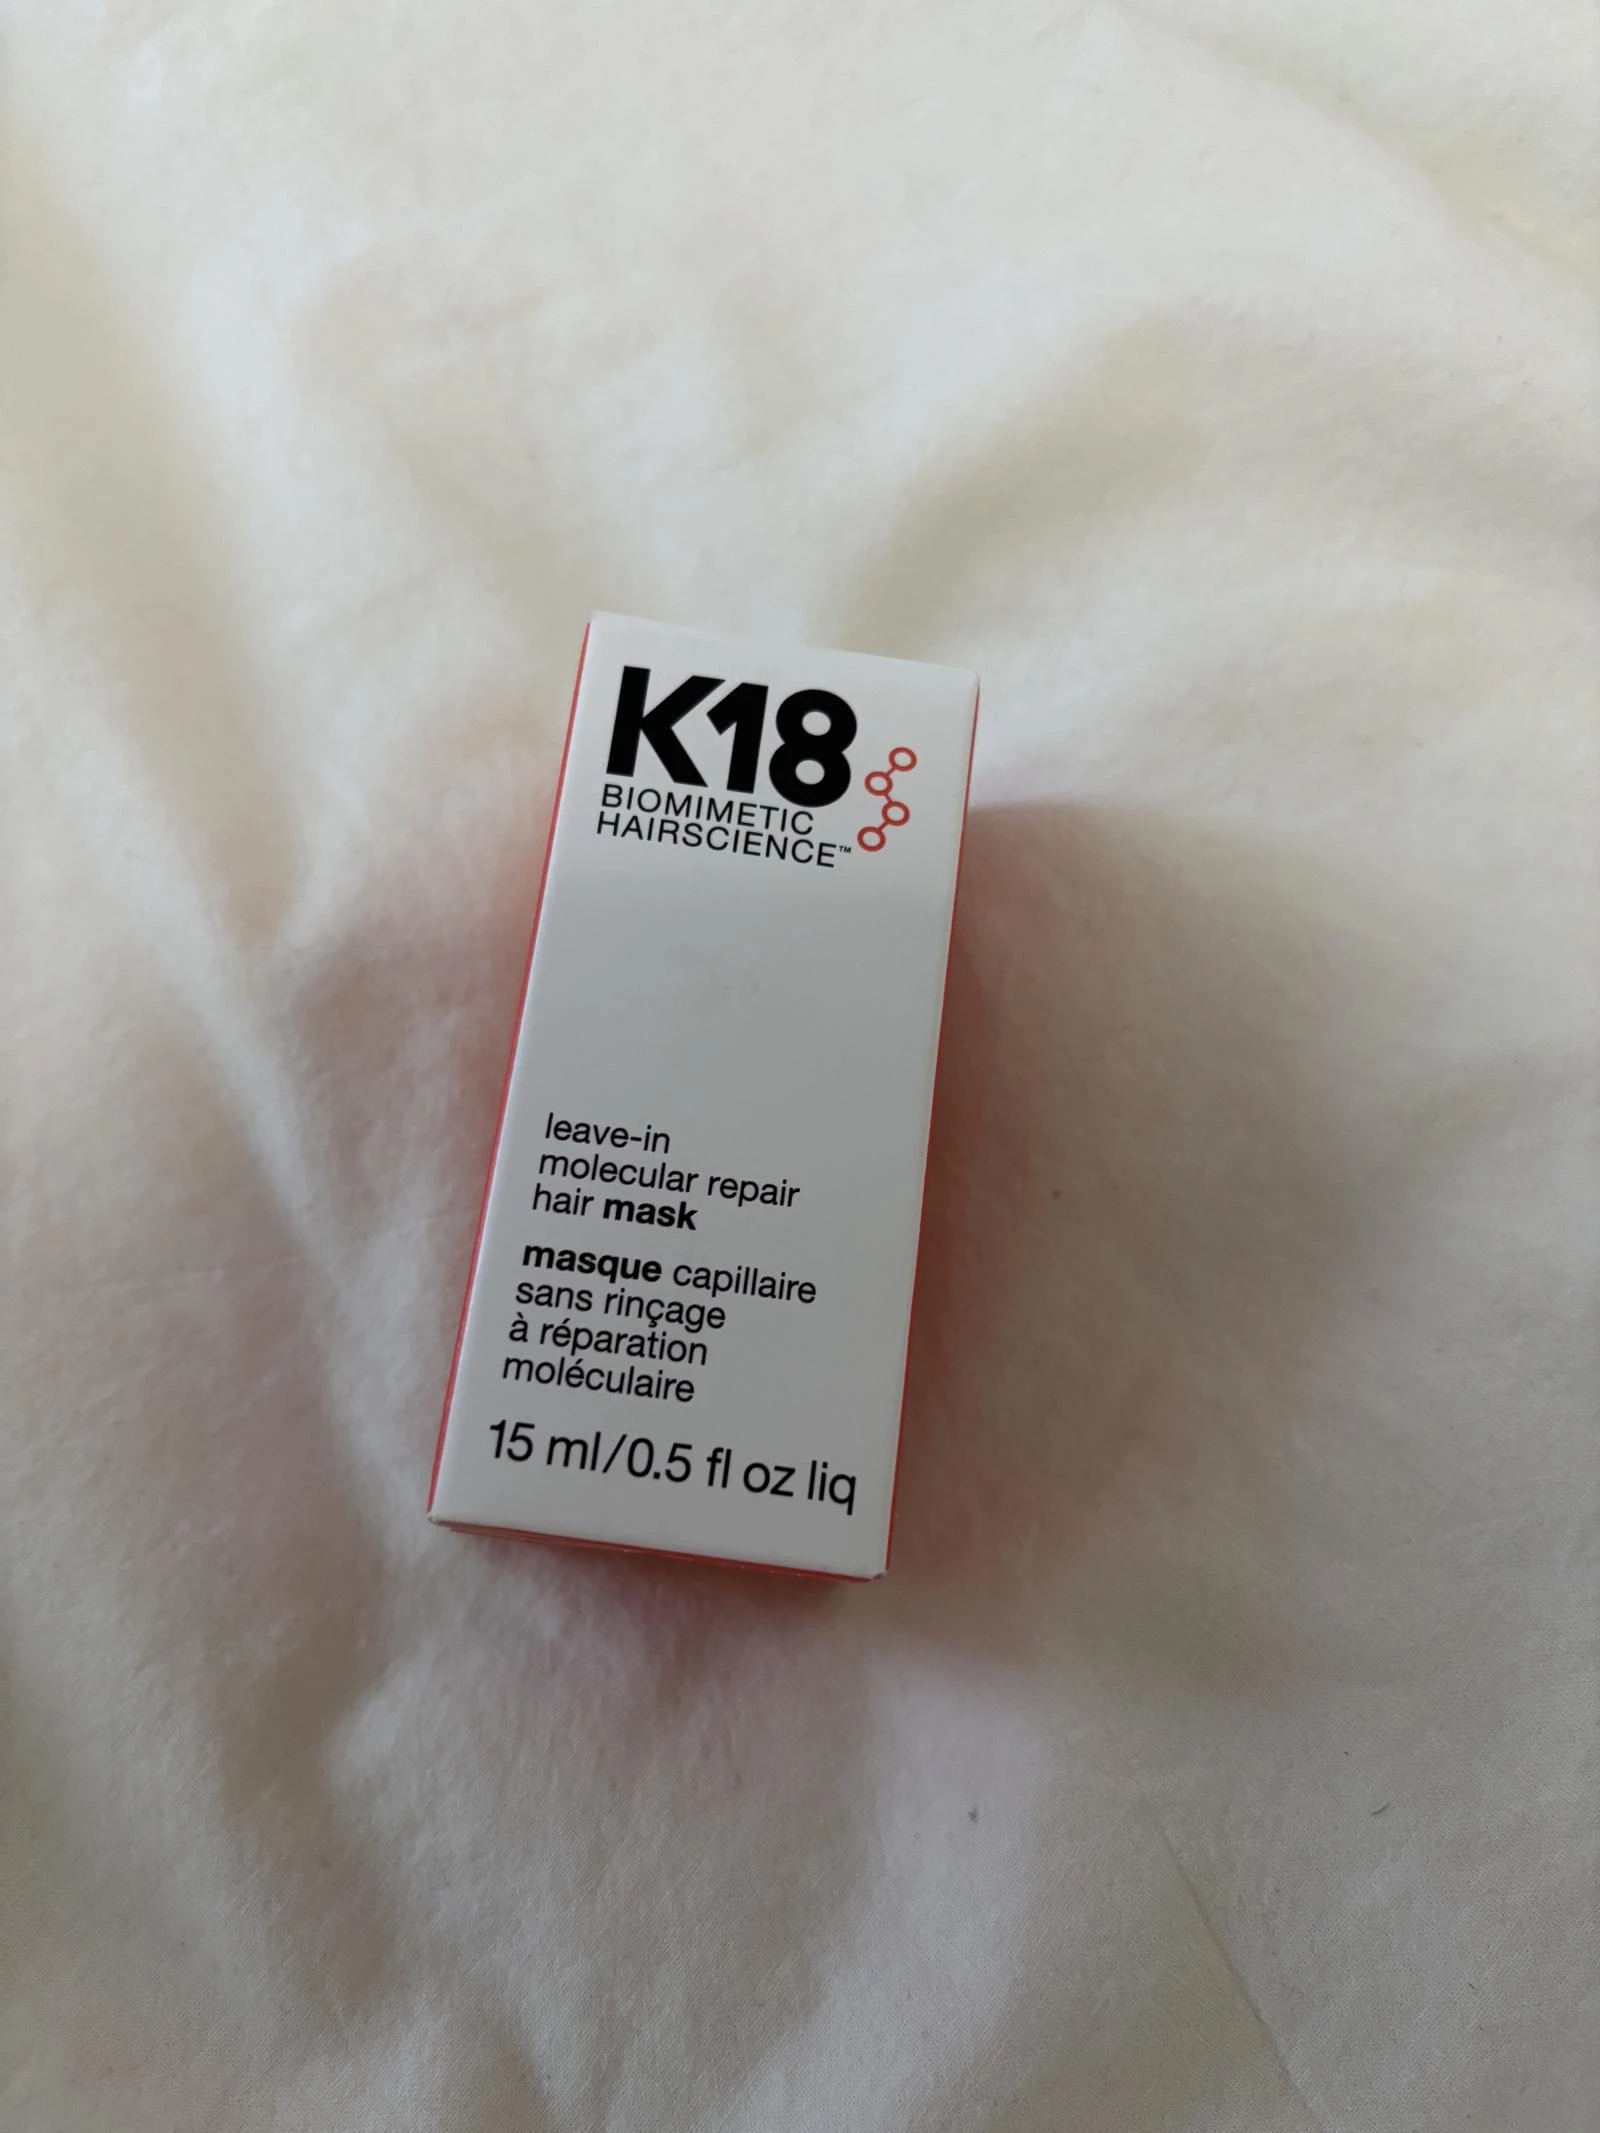 K18
BIOMIMETIC
HAIRSCIENCE™
leave-in
molecular repair
hair mask
masque capillaire
sans rinçage
à réparation
moléculaire
15 ml/0.5 fl oz liq